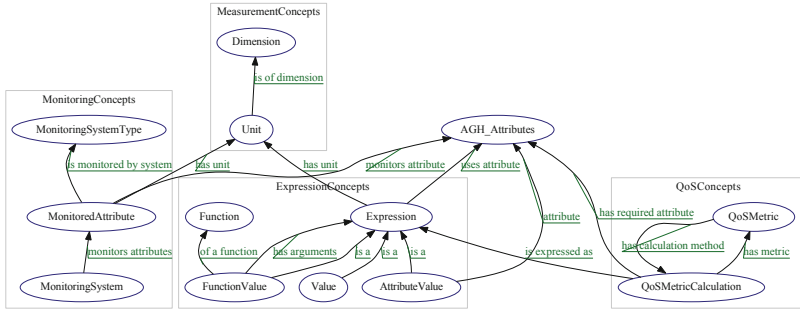 MeasurementConcepts
Dimension
is of dimension
MonitoringConcepts
MonitoringSystemType
Unit
AGH_Attributes
is monitored by system
has unit
has unit
monitors attribute
uses attribute
ExpressionConcepts
QoSConcepts
MonitoredAttribute
Function
Expression
attribute
has required attribute
QoSMetric
monitors attributes
of a function
has arguments
is a
is a
is a
is expressed as
has calculation method
has metric
MonitoringSystem
FunctionValue
Value
AttributeValue
QoSMetricCalculation